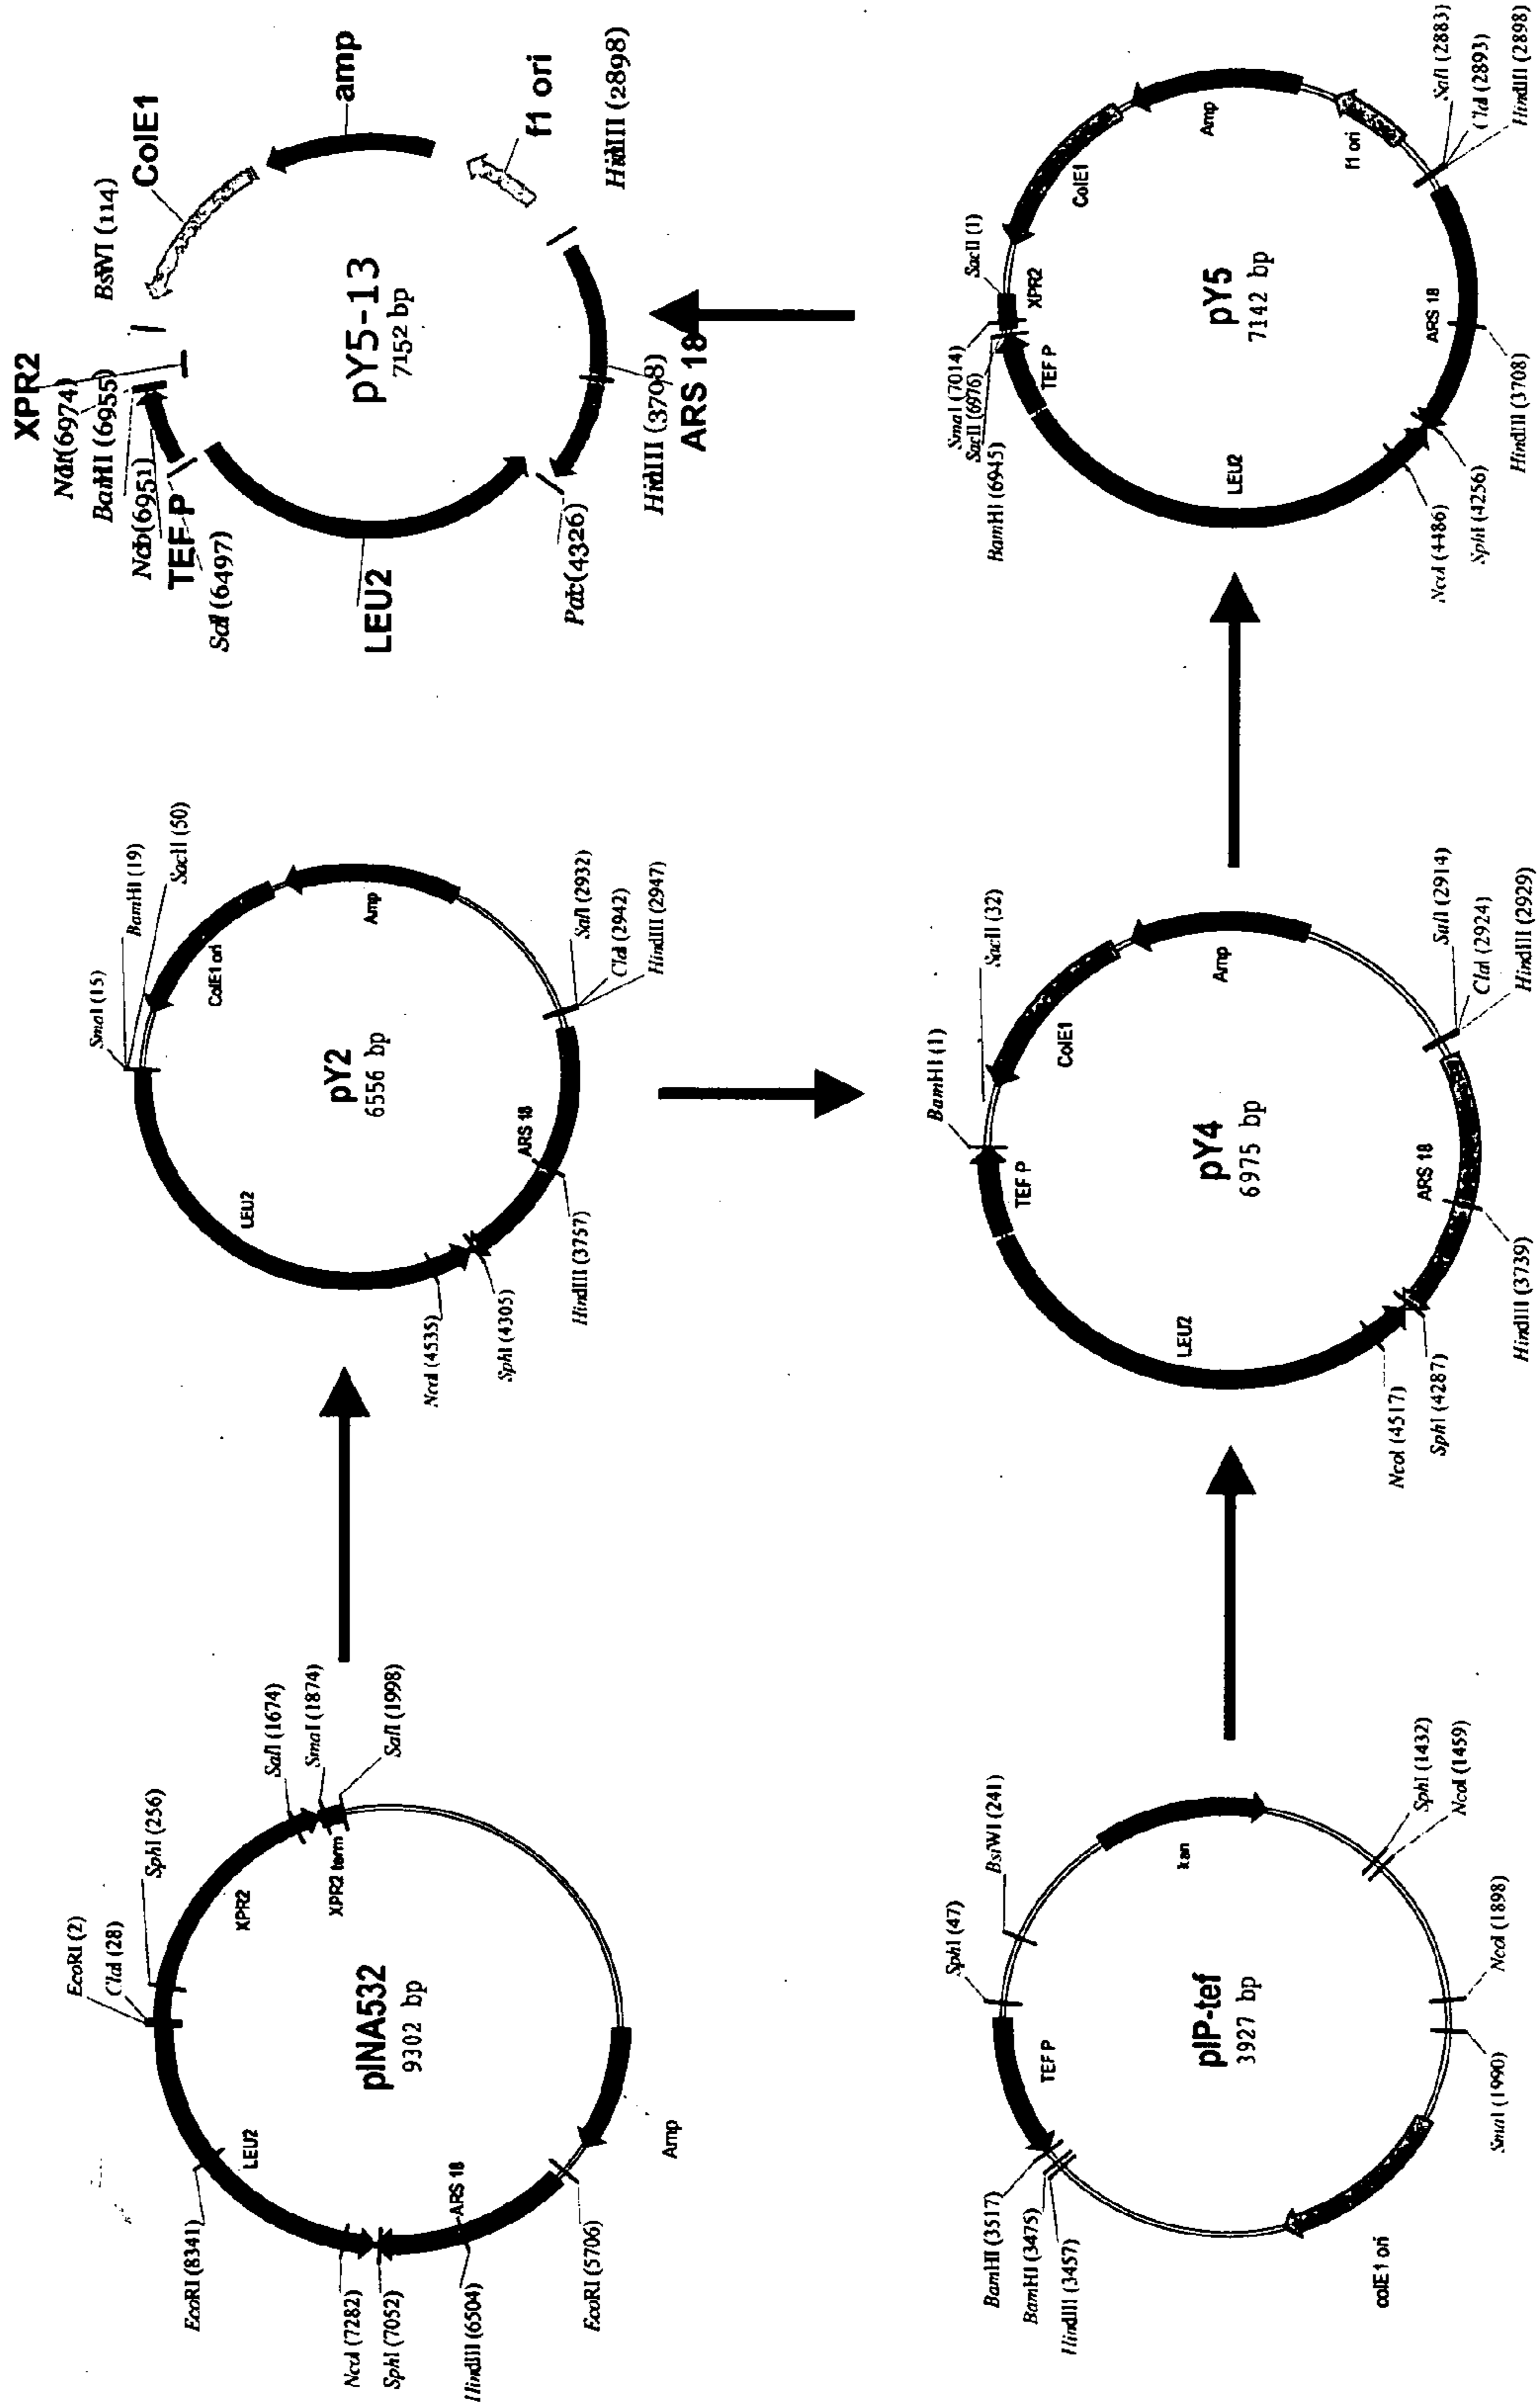 pINA532
9302 bp
EcoRI (2)
ClaI (28)
SphI (256)
XPR2
SalI (1674)
SmaI (1874)
XPR2 term
SalI (1998)
Amp
EcoRI (5706)
ARS 18
HindIII (6504)
SphI (7052)
NcoI (7282)
LEU2
EcoRI (8341)
pY2
6556 bp
SmaI (15)
BamHI (19)
SacII (50)
ColE1 ori
Amp
SalI (2932)
ClaI (2942)
HindIII (2947)
ARS 18
HindIII (3757)
SphI (4305)
NcoI (4535)
LEU2
pY5-13
7152 bp
XPR2
NdeI (6974)
BamHI (6955)
NcoI (6951)
TEF P
SalI (6497)
BsiWI (114)
ColE1
amp
f1 ori
HindIII (2898)
HindIII (3708)
ARS 18
PacI (4326)
LEU2
pIP-tef
3927 bp
SphI (47)
BsiWI (241)
kan
SphI (1432)
NcoI (1459)
NcoI (1898)
SmaI (1990)
colE1 ori
HindIII (3457)
BamHI (3475)
BamHI (3517)
TEF P
pY4
6975 bp
BamHI (1)
SacII (32)
ColE1
Amp
SalI (2914)
ClaI (2924)
HindIII (2929)
ARS 18
HindIII (3739)
SphI (4287)
NcoI (4517)
LEU2
TEF P
pY5
7142 bp
SacII (1)
XPR2
ColE1
Amp
f1 ori
SalI (2883)
ClaI (2893)
HindIII (2898)
ARS 18
HindIII (3708)
SphI (4256)
NcoI (4486)
LEU2
TEF P
BamHI (6945)
SacII (6976)
SmaI (7014)